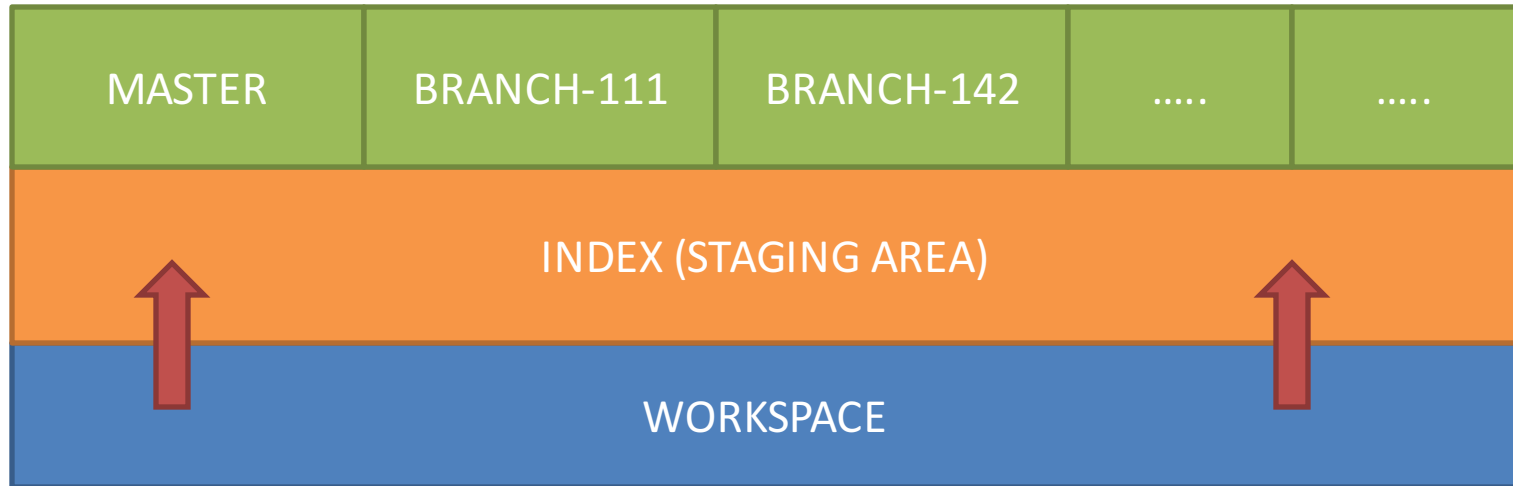 MASTER
BRANCH-111
BRANCH-142
.....
.....
INDEX (STAGING AREA)
WORKSPACE